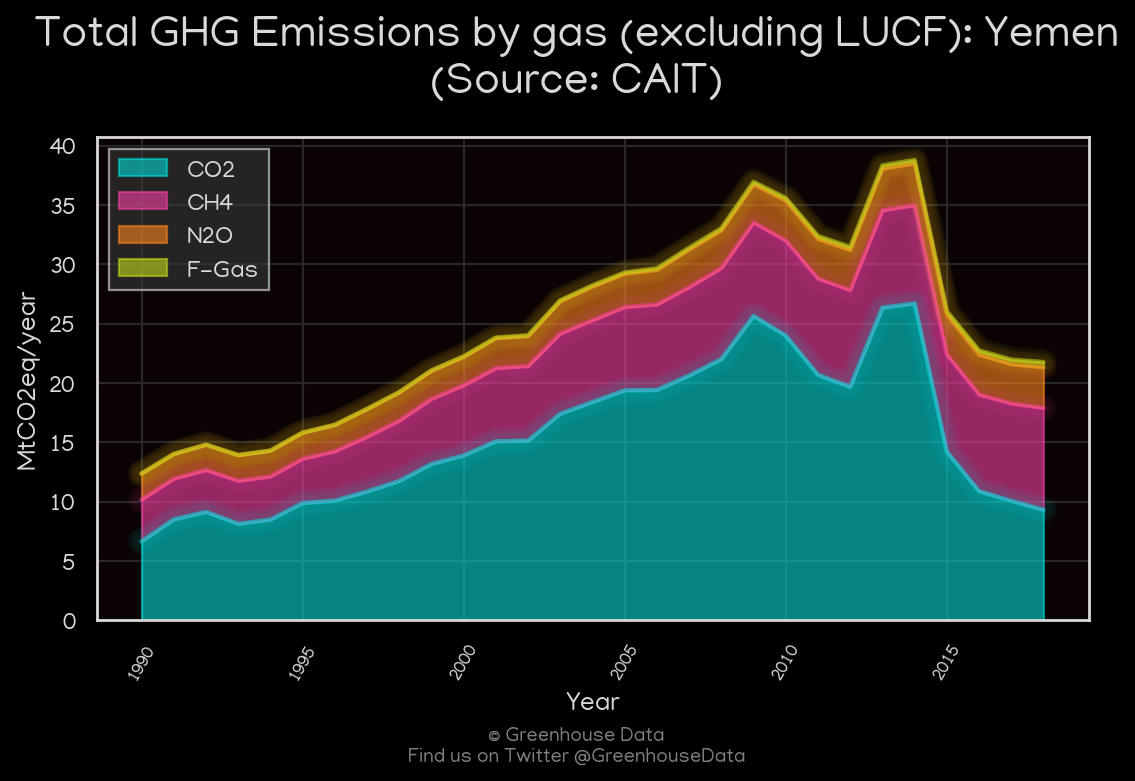 Total GHG Emissions by gas (excluding LUCF): Yemen
(Source: CAIT)
40
35
30
25
20
15
10
5
0
MtCO2eq/year
CO2
CH4
N2O
F-Gas
1990
1995
2000
2005
2010
2015
Year
© Greenhouse Data
Find us on Twitter @GreenhouseData